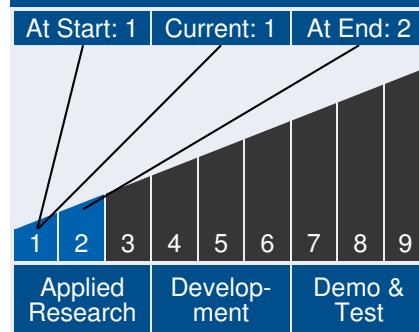 At Start: 1 Current: 1 At End: 2
1 2 3 4 5 6 7 8 9
Applied Develop- Demo &
Research ment Test